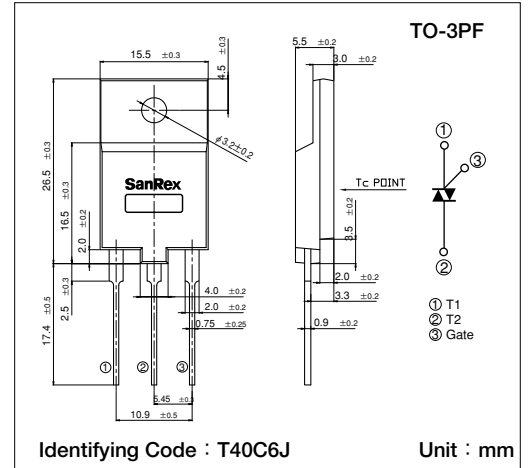 TO-3PF
15.5 ±0.3
4.5 ±0.3
5.5 ±0.2
3.0 ±0.2
φ3.2±0.2
26.5 ±0.3
16.5 ±0.3
2.0 ±0.2
SanRex
Tc POINT
3.5 ±0.2
① 
③
②
17.4 ±0.5
2.5 ±0.3
4.0 ±0.2
2.0 ±0.2
0.75 ±0.25
2.0 ±0.2
3.3 ±0.2
0.9 ±0.2
① T1
② T2
③ Gate
① ② ③
5.45 ±0.3
10.9 ±0.5
Identifying Code : T40C6J
Unit : mm